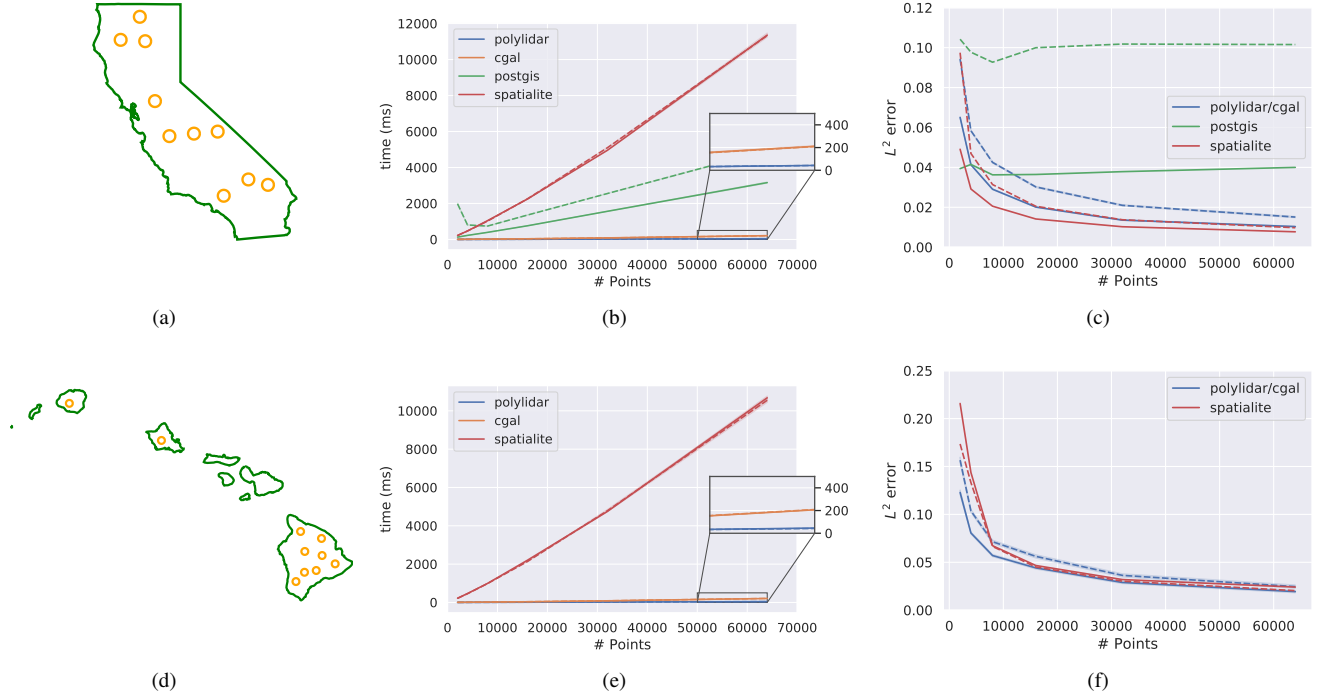 12000
10000
8000
6000
4000
2000
0
time (ms)
polylidar
cgal
postgis
spatialite
400
200
0
0 10000 20000 30000 40000 50000 60000 70000
# Points
0.12
0.10
0.08
0.06
0.04
0.02
0.00
L² error
polylidar/cgal
postgis
spatialite
0 10000 20000 30000 40000 50000 60000
# Points
(a)
(b)
(c)
10000
8000
6000
4000
2000
0
time (ms)
polylidar
cgal
spatialite
400
200
0
0 10000 20000 30000 40000 50000 60000 70000
# Points
0.25
0.20
0.15
0.10
0.05
0.00
L² error
polylidar/cgal
spatialite
0 10000 20000 30000 40000 50000 60000
# Points
(d)
(e)
(f)